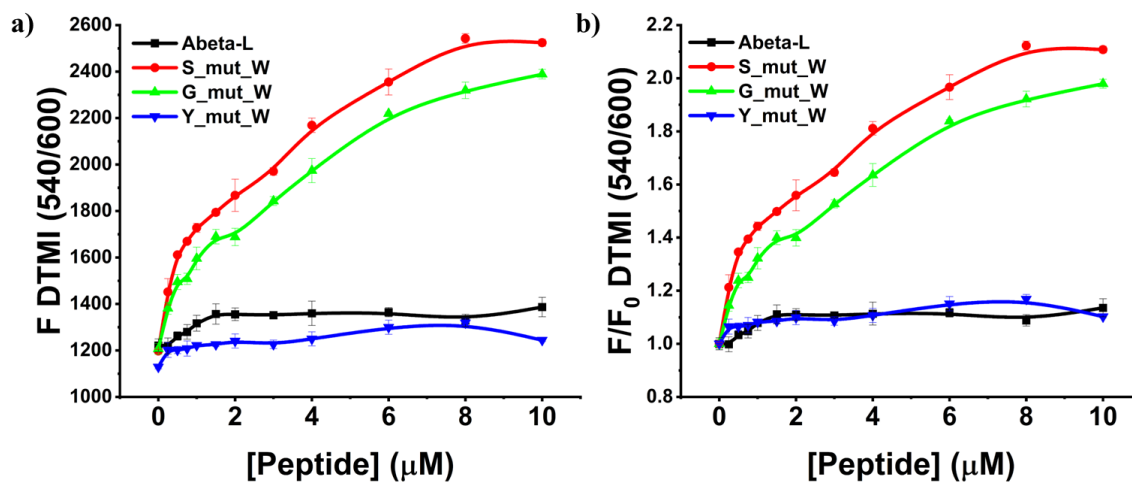 a)
F DTMI (540/600)
2600
2400
2200
2000
1800
1600
1400
1200
1000
Abeta-L
S_mut_W
G_mut_W
Y_mut_W
0 2 4 6 8 10
[Peptide] (μM)
b)
F/F0 DTMI (540/600)
2.2
2.0
1.8
1.6
1.4
1.2
1.0
0.8
Abeta-L
S_mut_W
G_mut_W
Y_mut_W
0 2 4 6 8 10
[Peptide] (μM)